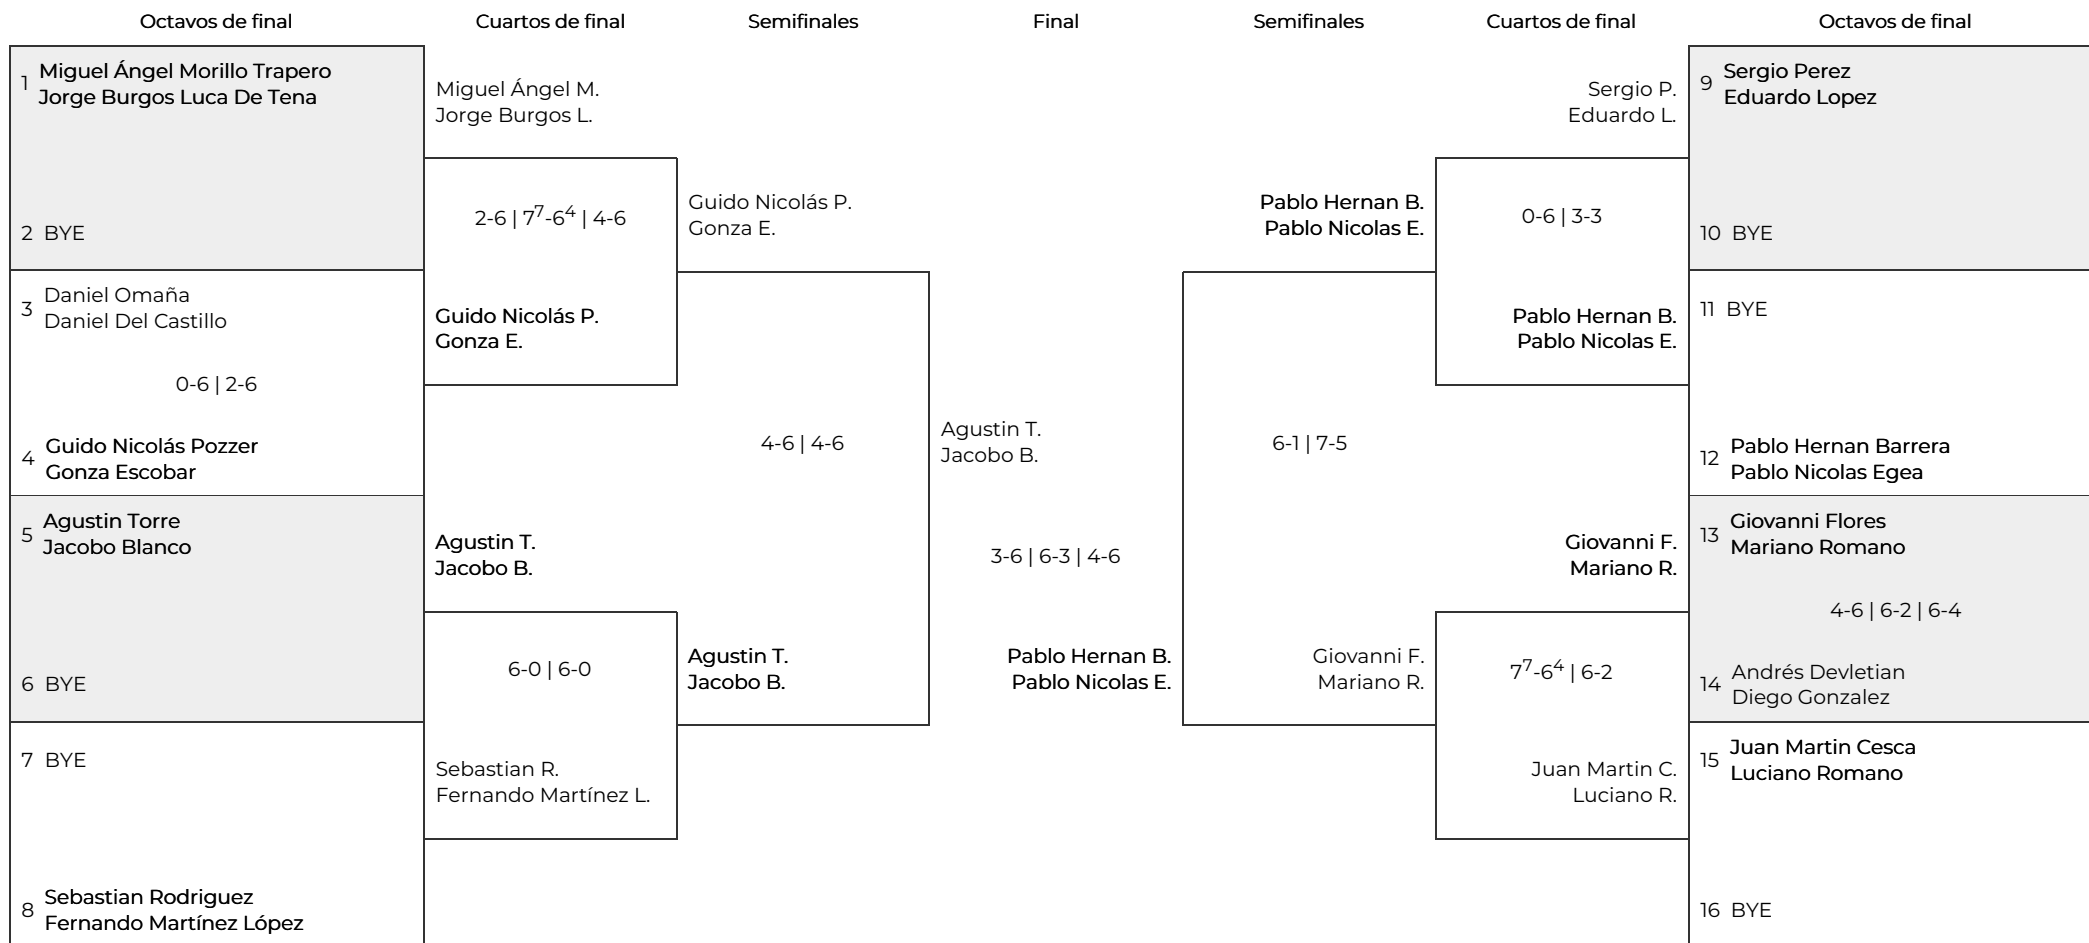 Octavos de final
Cuartos de final
Semifinales
Final
Semifinales
Cuartos de final
Octavos de final
1
Miguel Ángel Morillo Trapero
Jorge Burgos Luca De Tena
2 BYE
3
Daniel Omaña
Daniel Del Castillo
0-6 | 2-6
4
Guido Nicolás Pozzer
Gonza Escobar
5
Agustin Torre
Jacobo Blanco
6 BYE
7 BYE
8
Sebastian Rodriguez
Fernando Martínez López
Miguel Ángel M.
Jorge Burgos L.
2-6 | 7⁷-6⁴ | 4-6
Guido Nicolás P.
Gonza E.
Agustin T.
Jacobo B.
6-0 | 6-0
Sebastian R.
Fernando Martínez L.
Guido Nicolás P.
Gonza E.
4-6 | 4-6
Agustin T.
Jacobo B.
Agustin T.
Jacobo B.
3-6 | 6-3 | 4-6
Pablo Hernan B.
Pablo Nicolas E.
Pablo Hernan B.
Pablo Nicolas E.
6-1 | 7-5
Giovanni F.
Mariano R.
Sergio P.
Eduardo L.
0-6 | 3-3
Pablo Hernan B.
Pablo Nicolas E.
Giovanni F.
Mariano R.
7⁷-6⁴ | 6-2
Juan Martin C.
Luciano R.
9
Sergio Perez
Eduardo Lopez
10 BYE
11 BYE
12
Pablo Hernan Barrera
Pablo Nicolas Egea
13
Giovanni Flores
Mariano Romano
4-6 | 6-2 | 6-4
14
Andrés Devletian
Diego Gonzalez
15
Juan Martin Cesca
Luciano Romano
16 BYE